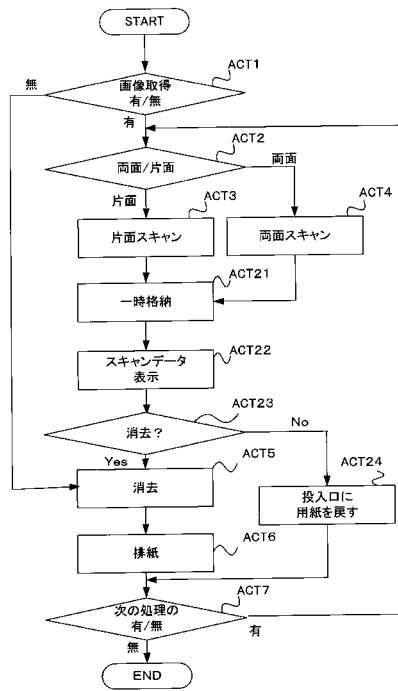 START
ACT1
無
画像取得
有/無
有
ACT2
両面/片面
両面
片面
ACT3
ACT4
片面スキャン
両面スキャン
ACT21
一時格納
ACT22
スキャンデータ
表示
ACT23
消去?
No
Yes
ACT5
ACT24
消去
投入口に
用紙を戻す
ACT6
排紙
ACT7
次の処理の
有/無
有
無
END